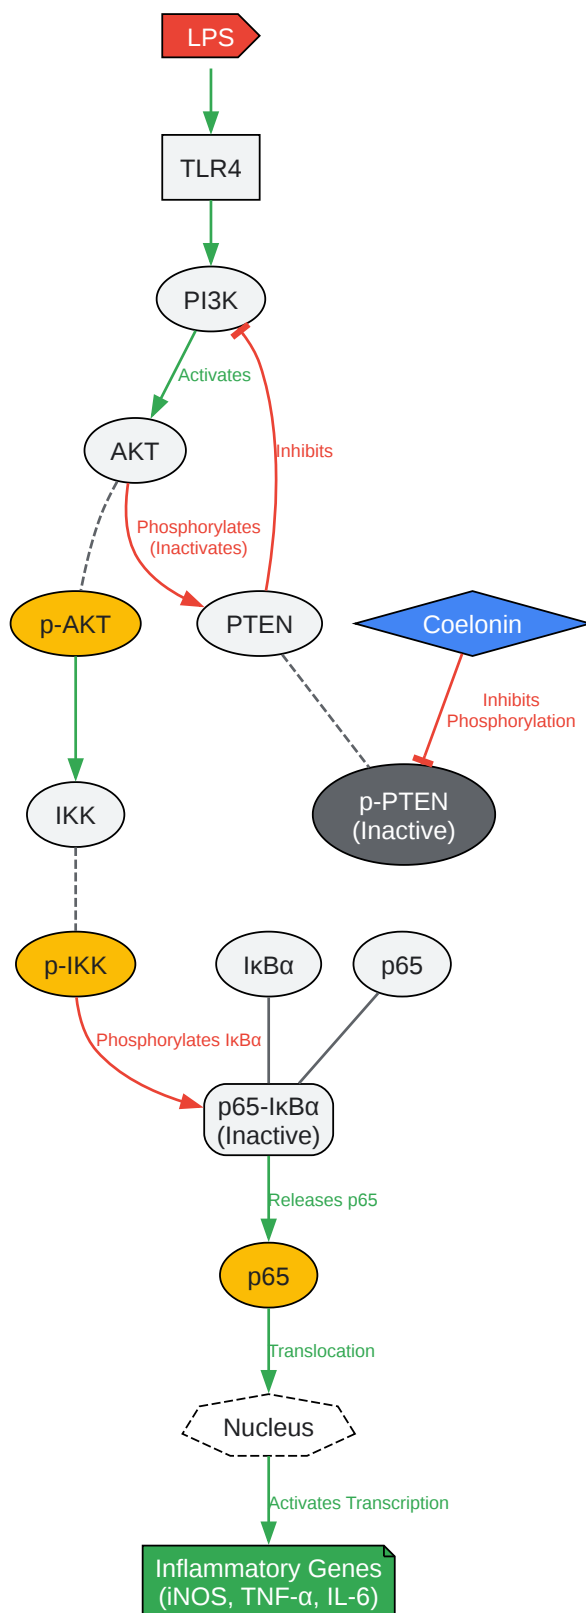 LPS
TLR4
PI3K
Activates
AKT
Inhibits
Phosphorylates
(Inactivates)
p-AKT
PTEN
Coelonin
Inhibits
Phosphorylation
p-PTEN
(Inactive)
IKK
p-IKK
IκBα
p65
Phosphorylates IκBα
p65-IκBα
(Inactive)
Releases p65
p65
Translocation
Nucleus
Activates Transcription
Inflammatory Genes
(iNOS, TNF-α, IL-6)